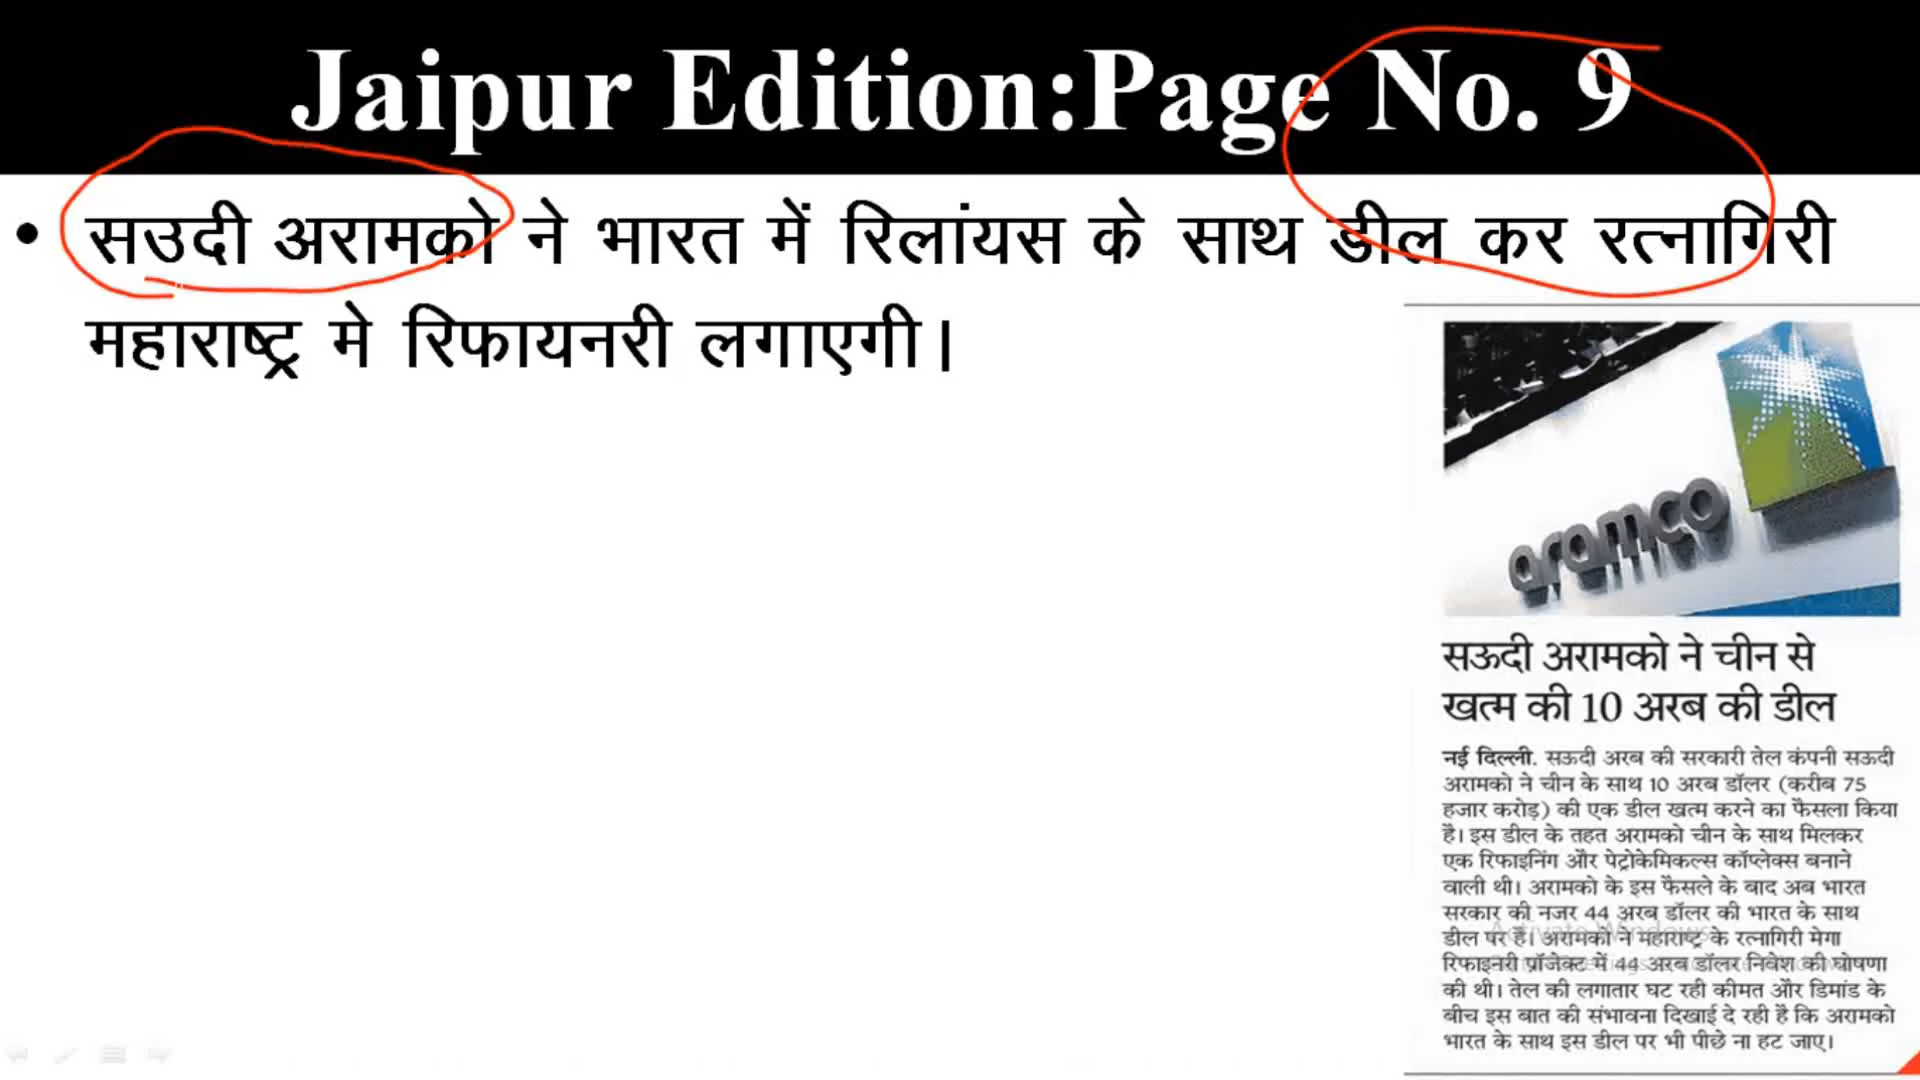 Jaipur Edition:Page No. 9
• सउदी अरामको ने भारत में रिलांयस के साथ डील कर रत्नागिरी
महाराष्ट्र मे रिफायनरी लगाएगी।
aramco
सऊदी अरामको ने चीन से
खत्म की 10 अरब की डील
नई दिल्ली. सऊदी अरब की सरकारी तेल कंपनी सऊदी
अरामको ने चीन के साथ 10 अरब डॉलर (करीब 75
हजार करोड़) की एक डील खत्म करने का फैसला किया
है। इस डील के तहत अरामको चीन के साथ मिलकर
एक रिफाइनिंग और पेट्रोकेमिकल्स कॉप्लेक्स बनाने
वाली थी। अरामको के इस फैसले के बाद अब भारत
सरकार की नजर 44 अरब डॉलर की भारत के साथ
डील पर है। अरामको ने महाराष्ट्र के रत्नागिरी मेगा
रिफाइनरी प्रॉजेक्ट में 44 अरब डॉलर निवेश की घोषणा
की थी। तेल की लगातार घट रही कीमत और डिमांड के
बीच इस बात की संभावना दिखाई दे रही है कि अरामको
भारत के साथ इस डील पर भी पीछे ना हट जाए।
Activate Windows